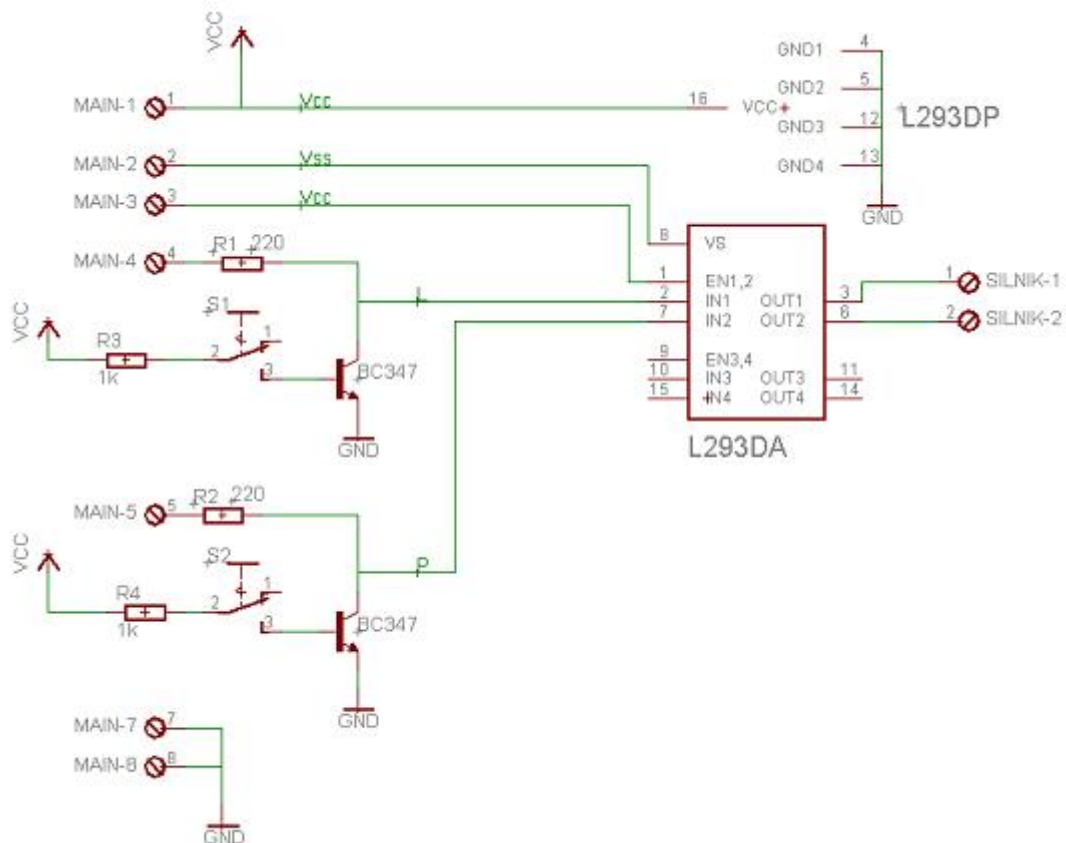 VCC
MAIN-1 1 Vcc 16 VCC
MAIN-2 2 Vss
MAIN-3 3 Vcc
GND1 4
GND2 5
GND3 12
GND4 13
L293DP
GND
MAIN-4 4 R1 220
L
VCC
R3
1k
S1
1
2
3
BC347
GND
8 VS
1 EN1,2
2 IN1 OUT1 3
7 IN2 OUT2 6
9 EN3,4
10 IN3 OUT3 11
15 IN4 OUT4 14
L293DA
1 SILNIK-1
2 SILNIK-2
MAIN-5 5 R2 220
P
VCC
R4
1k
S2
1
2
3
BC347
GND
MAIN-7 7
MAIN-8 8
GND